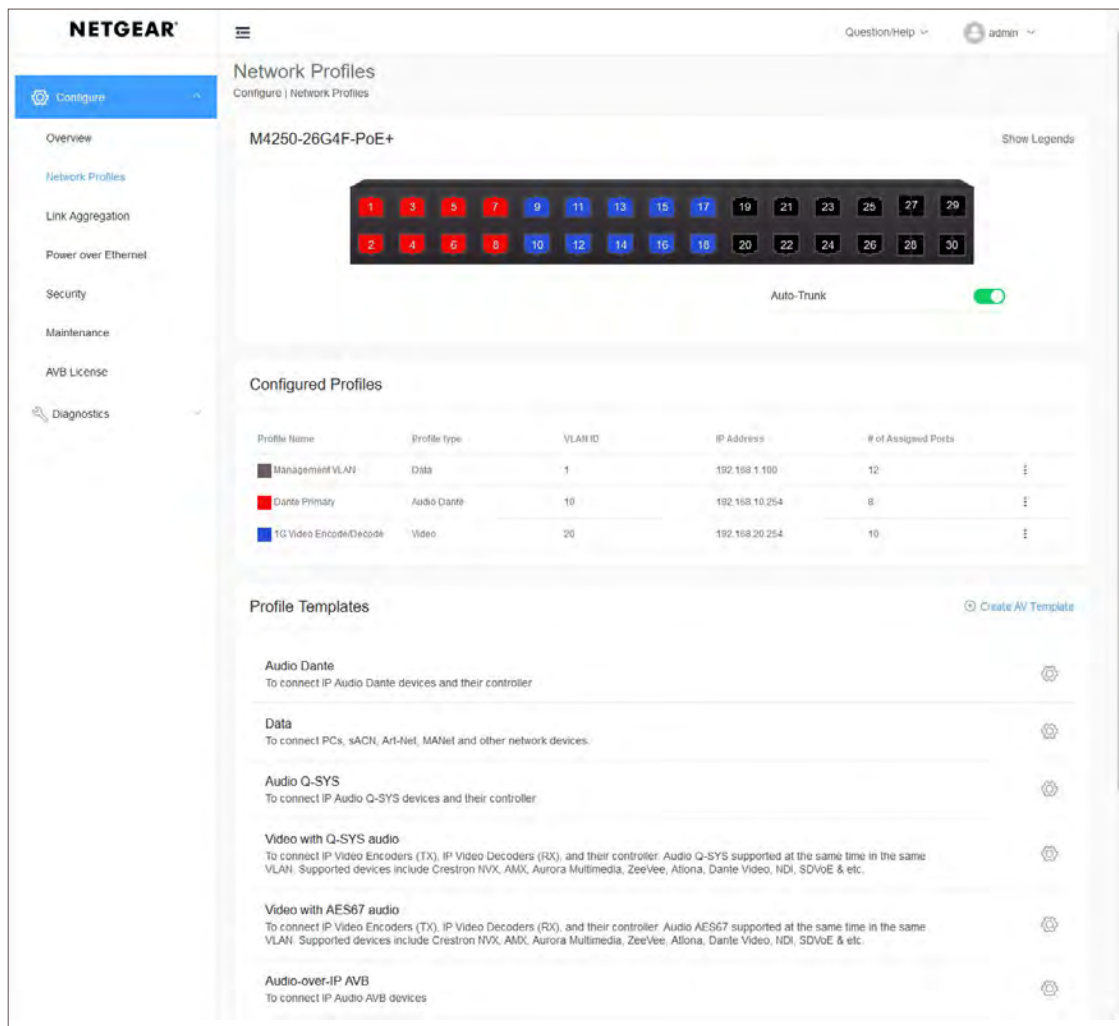 NETGEAR
Question/Help
admin
Configure
Overview
Network Profiles
Link Aggregation
Power over Ethernet
Security
Maintenance
AVB License
Diagnostics
Network Profiles
Configure | Network Profiles
M4250-26G4F-PoE+
Show Legends
1 3 5 7 9 11 13 15 17 19 21 23 25 27 29
2 4 6 8 10 12 14 16 18 20 22 24 26 28 30
Auto-Trunk
Configured Profiles
Profile Name Profile type VLAN ID IP Address # of Assigned Ports
Management VLAN Data 1 192.168.1.100 12
Dante Primary Audio Dante 10 192.168.10.254 8
1G Video Encode/Decode Video 20 192.168.20.254 10
Profile Templates
Create AV Template
Audio Dante
To connect IP Audio Dante devices and their controller
Data
To connect PCs, sACN, Art-Net, MANet and other network devices.
Audio Q-SYS
To connect IP Audio Q-SYS devices and their controller
Video with Q-SYS audio
To connect IP Video Encoders (TX), IP Video Decoders (RX), and their controller. Audio Q-SYS supported at the same time in the same
VLAN. Supported devices include Crestron NVX, AMX, Aurora Multimedia, ZeeVee, Atlona, Dante Video, NDI, SDVoE & etc.
Video with AES67 audio
To connect IP Video Encoders (TX), IP Video Decoders (RX), and their controller. Audio AES67 supported at the same time in the same
VLAN. Supported devices include Crestron NVX, AMX, Aurora Multimedia, ZeeVee, Atlona, Dante Video, NDI, SDVoE & etc.
Audio-over-IP AVB
To connect IP Audio AVB devices